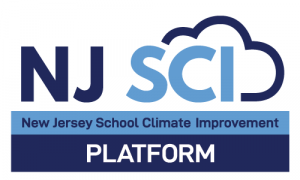 NJ SCI
New Jersey School Climate Improvement
PLATFORM